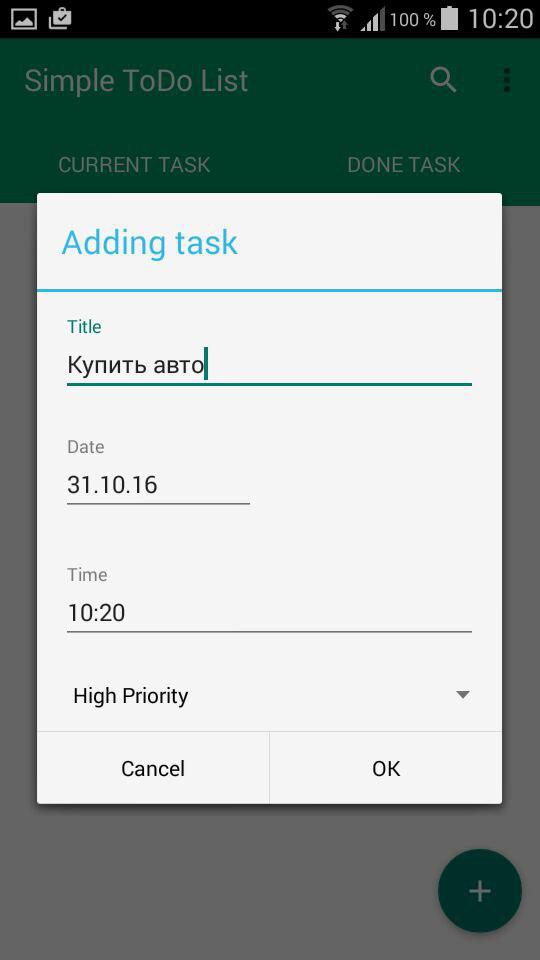 100 % 10:20
Simple ToDo List
CURRENT TASK DONE TASK
Adding task
Title
Купить авто
Date
31.10.16
Time
10:20
High Priority
Cancel OK